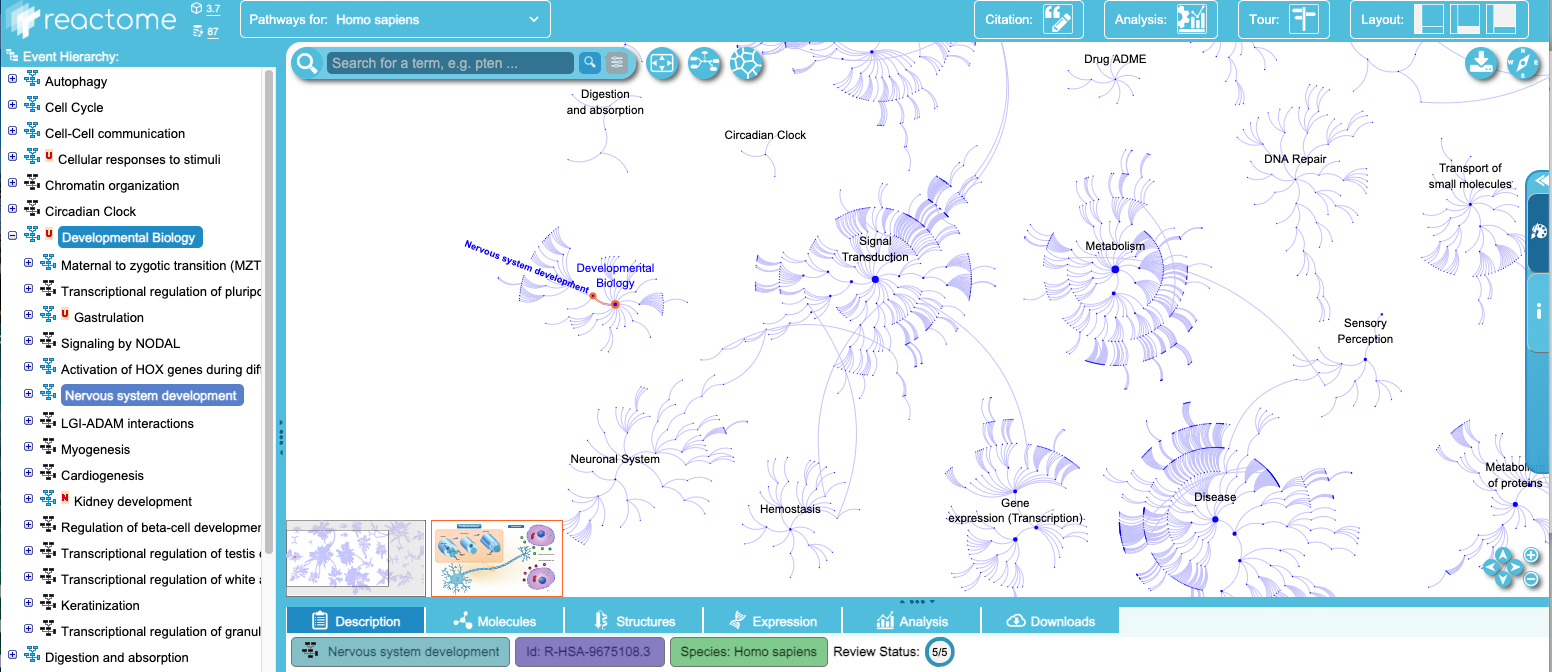 reactome
3.7
87
Pathways for: Homo sapiens
Citation:
Analysis:
Tour:
Layout:
Event Hierarchy:
Autophagy
Cell Cycle
Cell-Cell communication
U Cellular responses to stimuli
Chromatin organization
Circadian Clock
U Developmental Biology
Maternal to zygotic transition (MZT
Transcriptional regulation of pluripo
U Gastrulation
Signaling by NODAL
Activation of HOX genes during dif
Nervous system development
LGI-ADAM interactions
Myogenesis
Cardiogenesis
N Kidney development
Regulation of beta-cell developmen
Transcriptional regulation of testis
Transcriptional regulation of white a
Keratinization
Transcriptional regulation of granul
Digestion and absorption
Search for a term, e.g. pten ...
Digestion
and absorption
Circadian Clock
Drug ADME
DNA Repair
Transport of
small molecules
Signal
Transduction
Metabolism
Nervous system development
Developmental
Biology
Sensory
Perception
Neuronal System
Hemostasis
Gene
expression (Transcription)
Disease
Metabolis
of proteins
Description
Molecules
Structures
Expression
Analysis
Downloads
Nervous system development
Id: R-HSA-9675108.3
Species: Homo sapiens
Review Status:
5/5